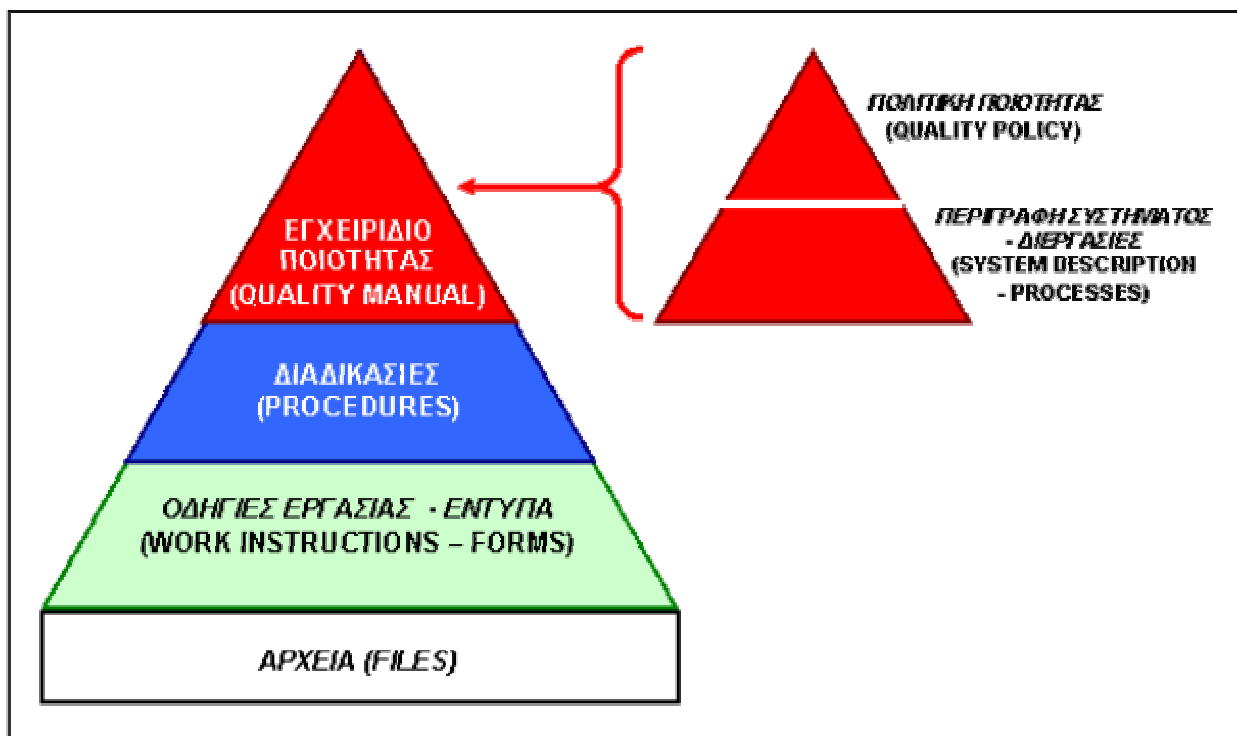 ΕΓΧΕΙΡΙΔΙΟ
ΠΟΙΟΤΗΤΑΣ
(QUALITY MANUAL)
ΔΙΑΔΙΚΑΣΙΕΣ
(PROCEDURES)
ΟΔΗΓΙΕΣ ΕΡΓΑΣΙΑΣ - ΕΝΤΥΠΑ
(WORK INSTRUCTIONS – FORMS)
ΑΡΧΕΙΑ (FILES)
ΠΟΛΙΤΙΚΗ ΠΟΙΟΤΗΤΑΣ
(QUALITY POLICY)
ΠΕΡΙΓΡΑΦΗ ΣΥΣΤΗΜΑΤΟΣ
- ΔΙΕΡΓΑΣΙΕΣ
(SYSTEM DESCRIPTION
- PROCESSES)